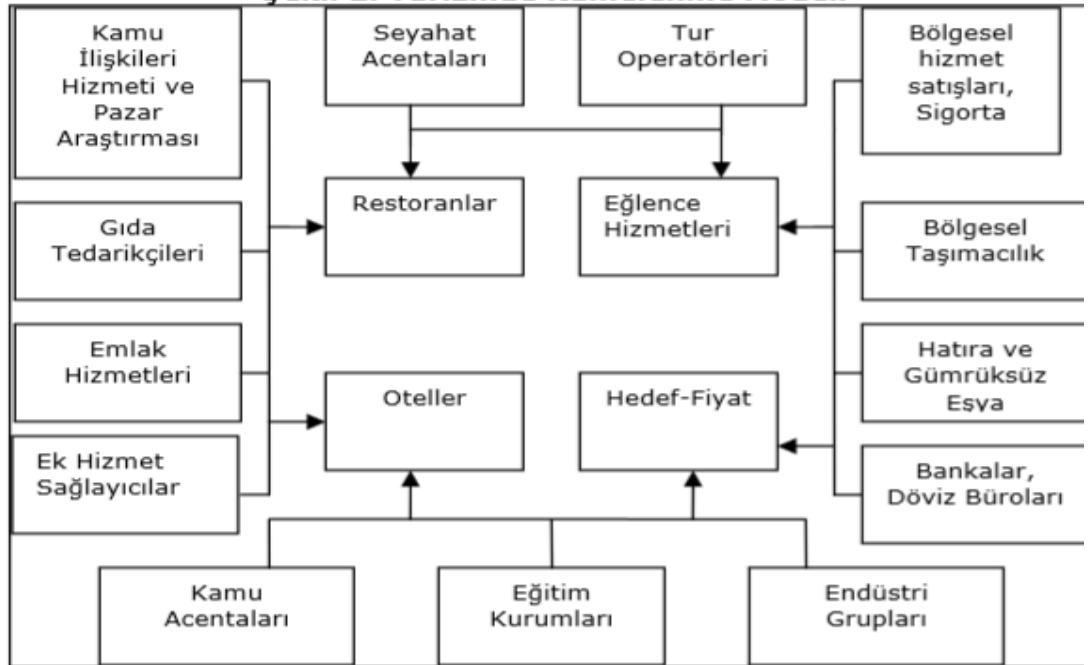 Kamu
İlişkileri
Hizmeti ve
Pazar
Araştırması
Seyahat
Acentaları
Tur
Operatörleri
Bölgesel
hizmet
satışları,
Sigorta
Restoranlar
Eğlence
Hizmetleri
Gıda
Tedarikçileri
Bölgesel
Taşımacılık
Emlak
Hizmetleri
Oteller
Hedef-Fiyat
Hatıra ve
Gümrüksüz
Eşya
Ek Hizmet
Sağlayıcılar
Bankalar,
Döviz Büroları
Kamu
Acentaları
Eğitim
Kurumları
Endüstri
Grupları